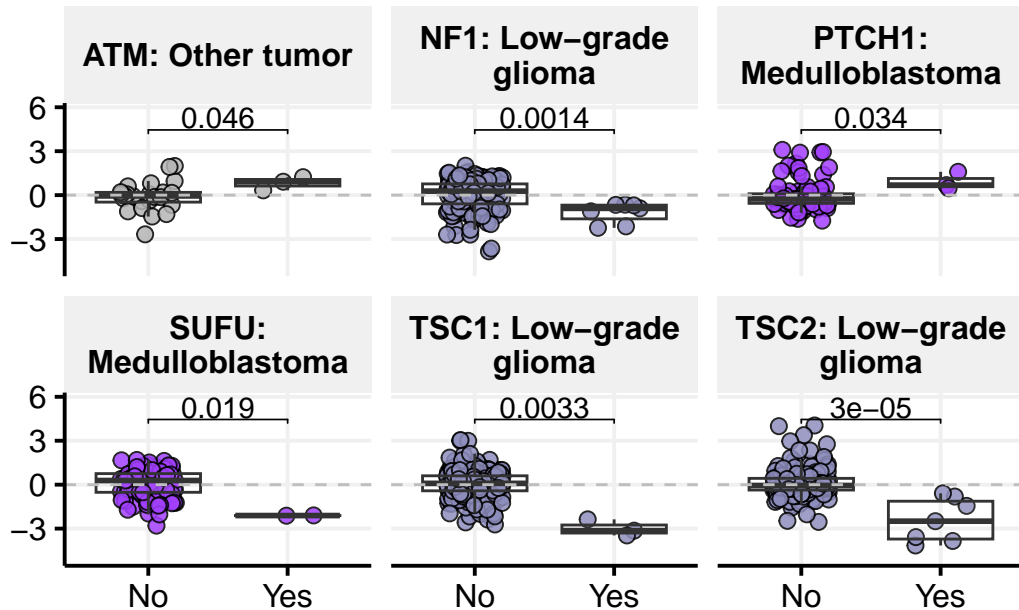 ATM: Other tumor
NF1: Low−grade
glioma
PTCH1:
Medulloblastoma
6
3
0
−3
0.046
0.0014
0.034
SUFU:
Medulloblastoma
TSC1: Low−grade
glioma
TSC2: Low−grade
glioma
6
3
0
−3
0.019
0.0033
3e−05
No Yes No Yes No Yes